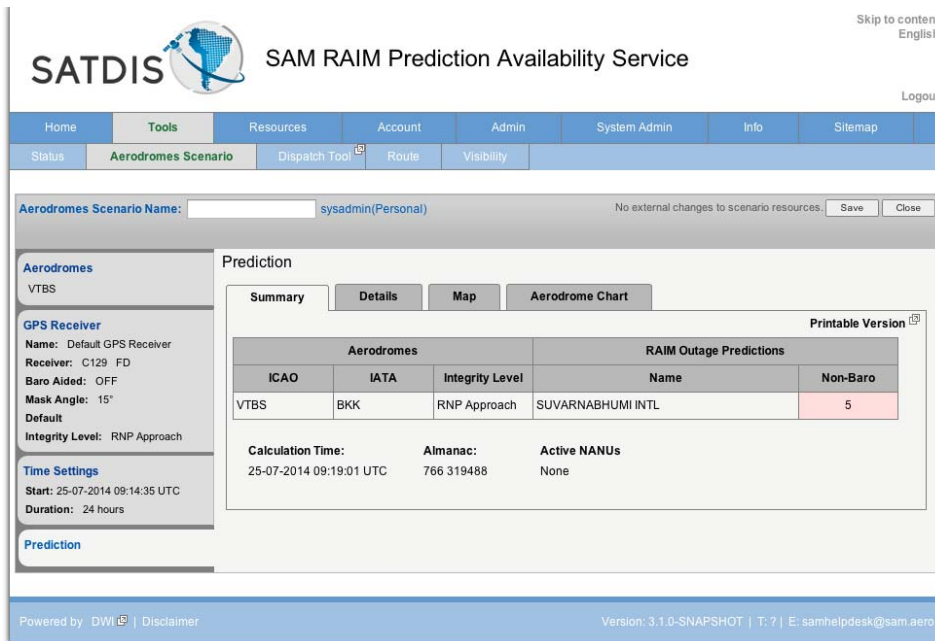 Skip to conten
English
SATDIS
SAM RAIM Prediction Availability Service
Logou
Home Tools Resources Account Admin System Admin Info Sitemap
Status Aerodromes Scenario Dispatch Tool Route Visibility
Aerodromes Scenario Name: sysadmin(Personal) No external changes to scenario resources. Save Close
Aerodromes
VTBS
GPS Receiver
Name: Default GPS Receiver
Receiver: C129 FD
Baro Aided: OFF
Mask Angle: 15°
Default
Integrity Level: RNP Approach
Time Settings
Start: 25-07-2014 09:14:35 UTC
Duration: 24 hours
Prediction
Prediction
Summary Details Map Aerodrome Chart
Printable Version
Aerodromes RAIM Outage Predictions
ICAO IATA Integrity Level Name Non-Baro
VTBS BKK RNP Approach SUVARNABHUMI INTL 5
Calculation Time: Almanac: Active NANUs
25-07-2014 09:19:01 UTC 766 319488 None
Powered by DWI | Disclaimer
Version: 3.1.0-SNAPSHOT | T: ? | E: samhelpdesk@sam.aero